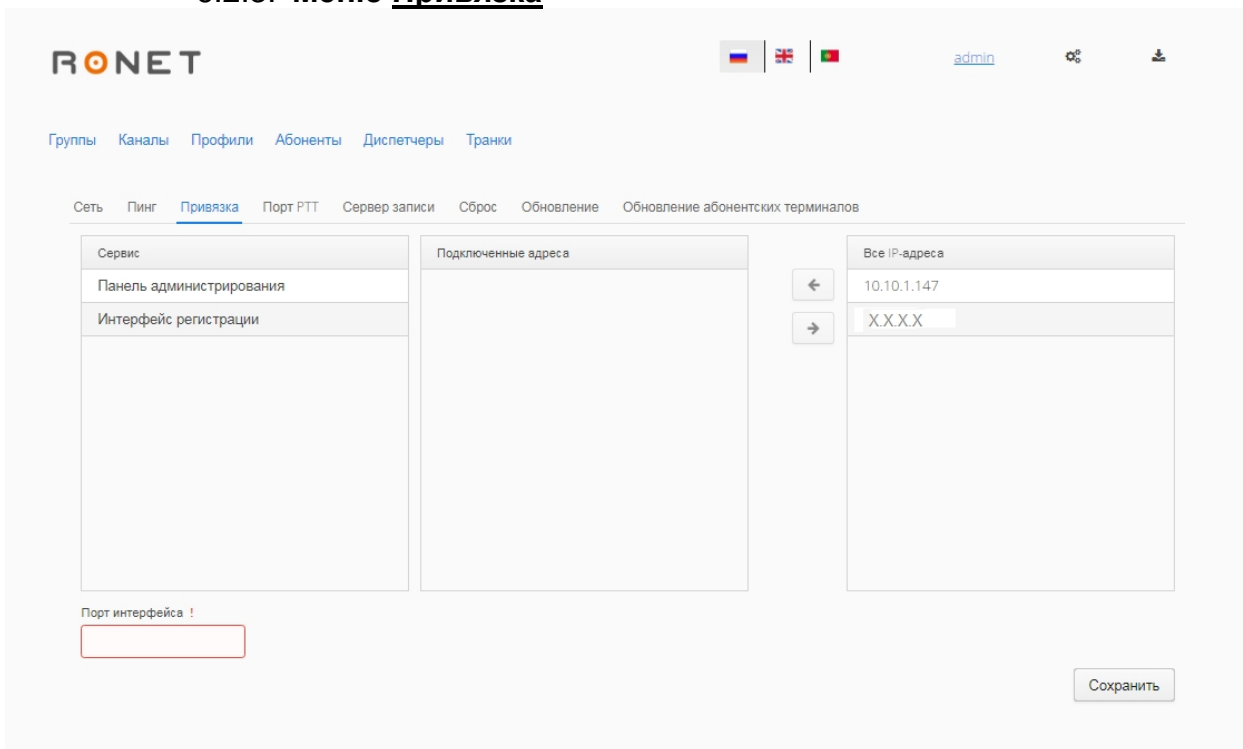 Меню Привязка
RONET
admin
Группы Каналы Профили Абоненты Диспетчеры Транки
Сеть Пинг Привязка Порт PTT Сервер записи Сброс Обновление Обновление абонентских терминалов
Сервис Подключенные адреса Все IP-адреса
Панель администрирования 10.10.1.147
Интерфейс регистрации X.X.X.X
Порт интерфейса !
Сохранить